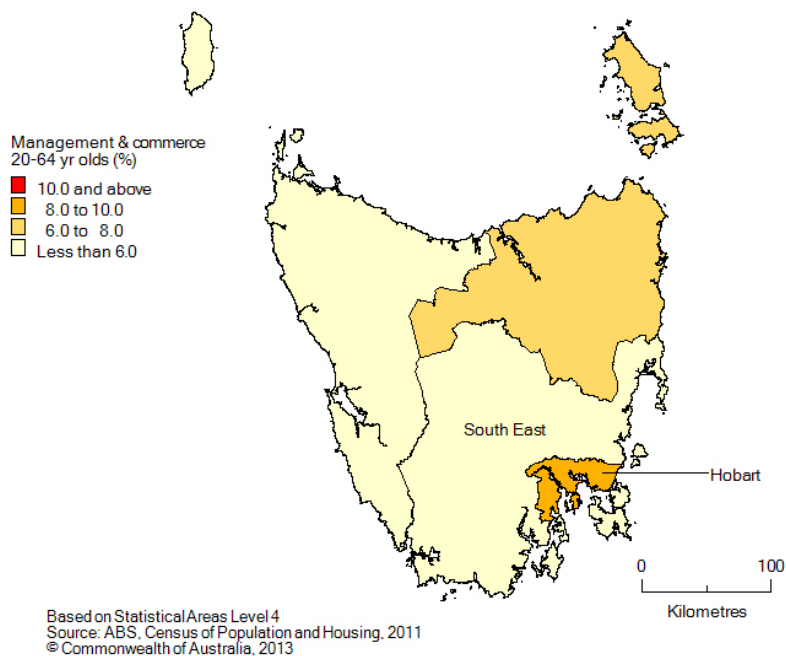 Management & commerce
20-64 yr olds (%)
10.0 and above
8.0 to 10.0
6.0 to 8.0
Less than 6.0
South East
Hobart
0 100
Kilometres
Based on Statistical Areas Level 4
Source: ABS, Census of Population and Housing, 2011
© Commonwealth of Australia, 2013